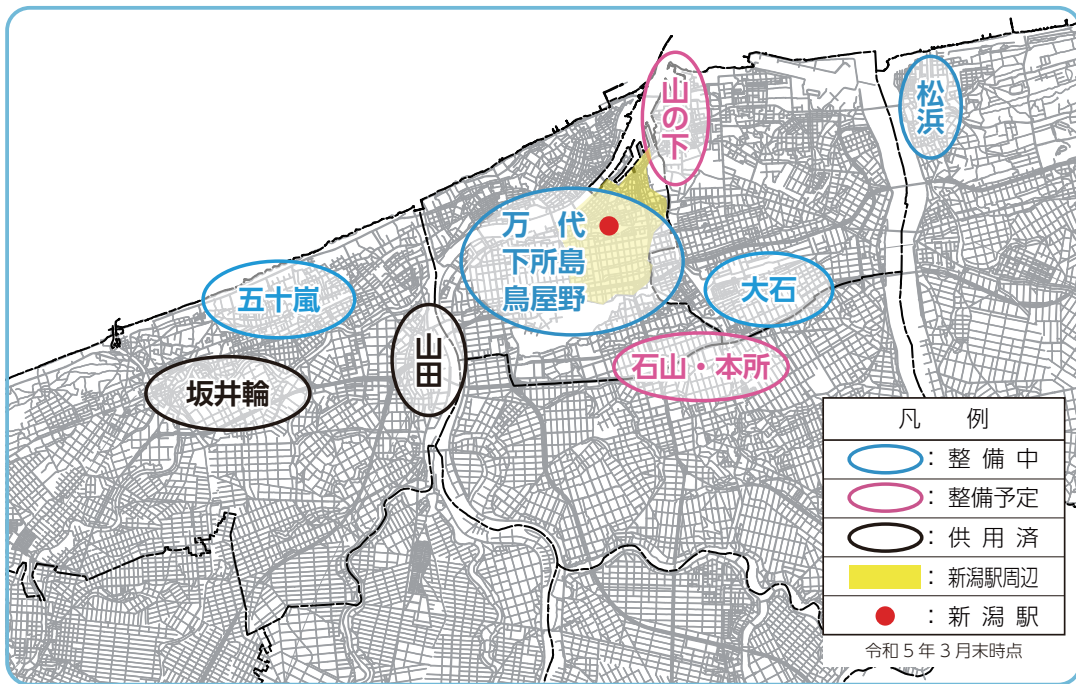 山の下
松浜
万 代
下所島
鳥屋野
五十嵐
大石
山田
石山・本所
坂井輪
凡 例
：整 備 中
：整備予定
：供 用 済
：新潟駅周辺
：新 潟 駅
令和5年3月末時点